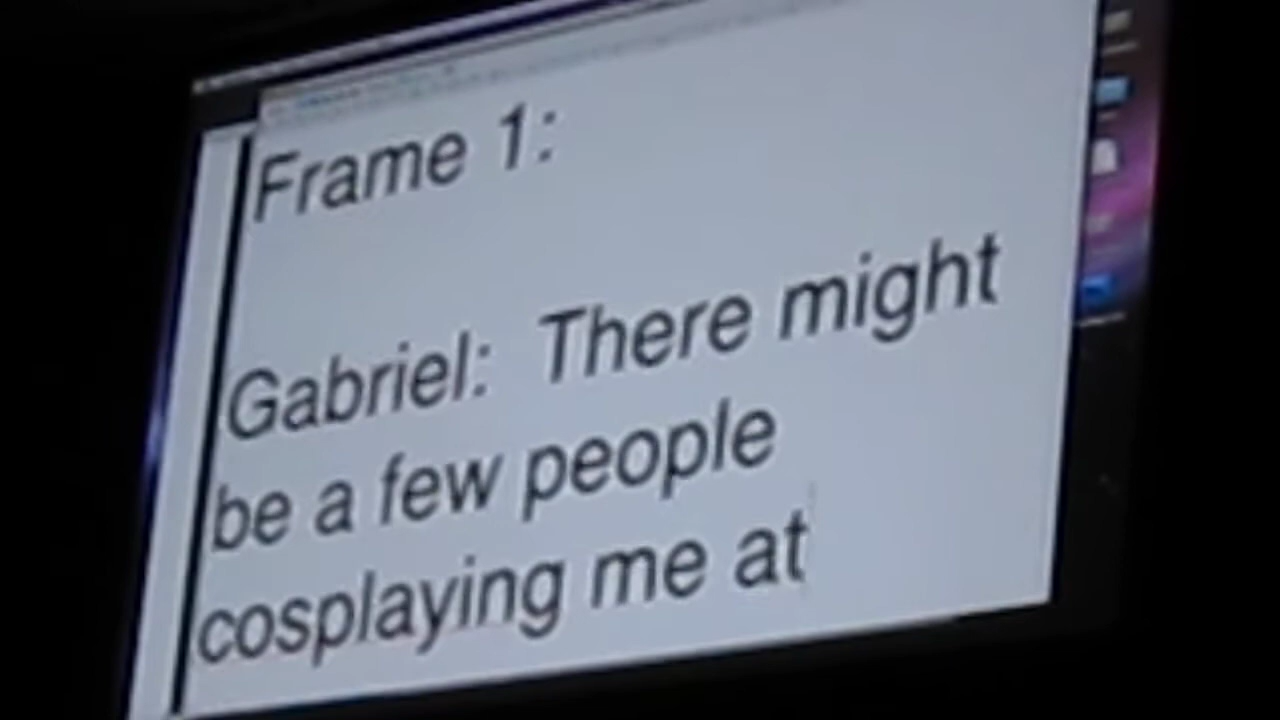 Frame 1:
Gabriel: There might
be a few people
cosplaying me at